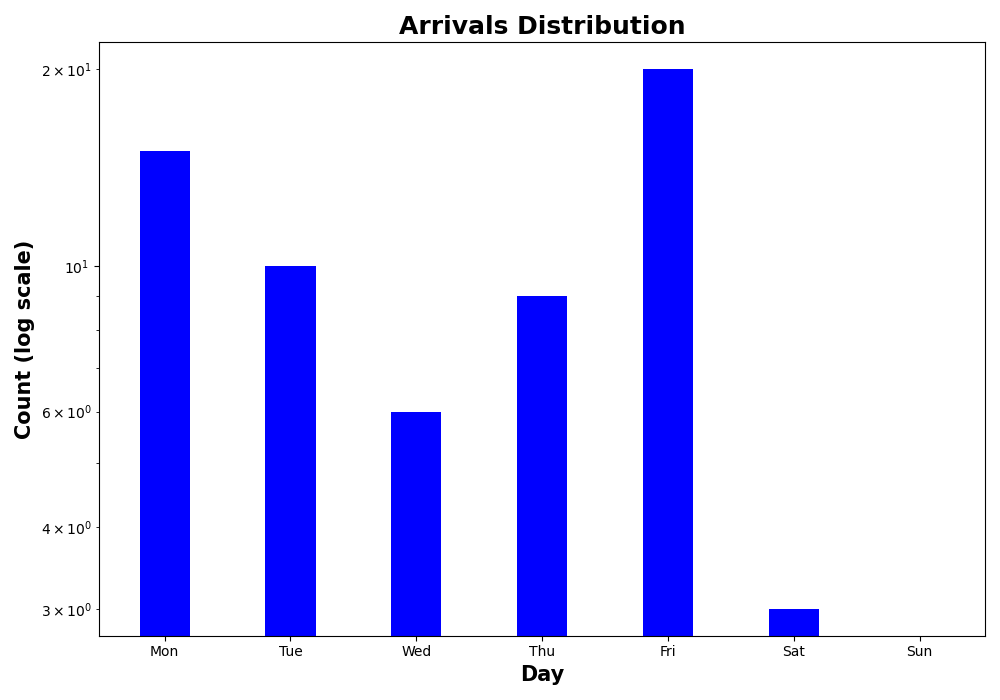 Arrivals Distribution
Count (log scale)
2 × 10¹
10¹
6 × 10⁰
4 × 10⁰
3 × 10⁰
Mon Tue Wed Thu Fri Sat Sun
Day